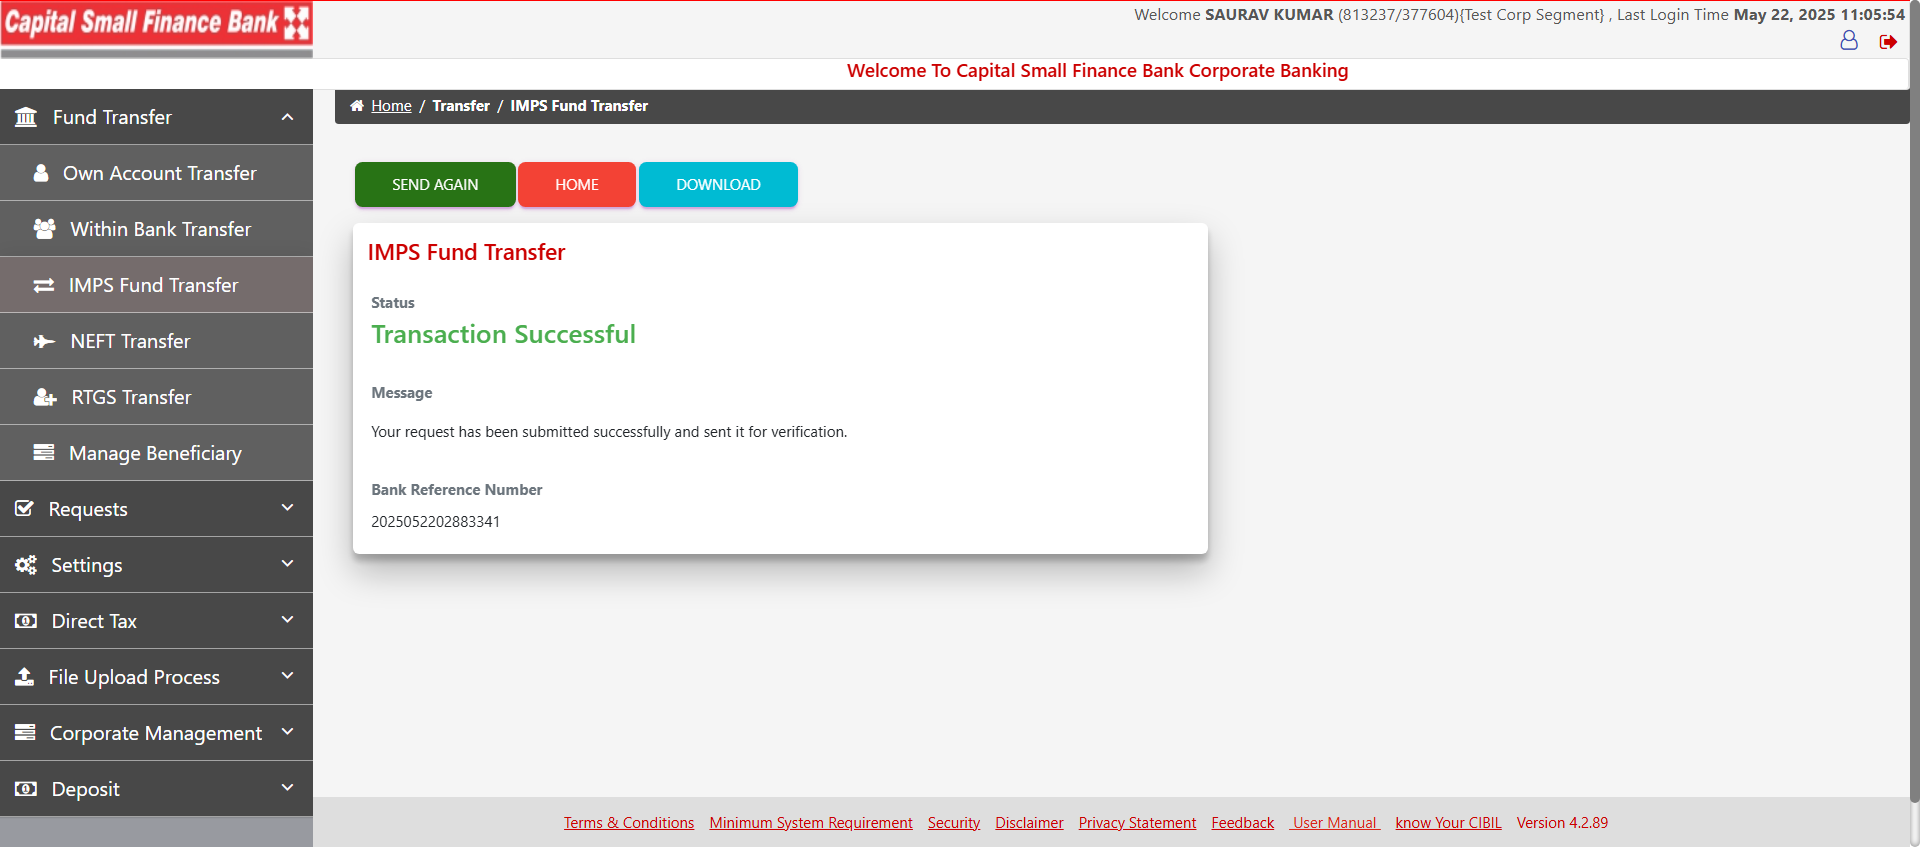 Capital Small Finance Bank
Welcome SAURAV KUMAR (813237/377604){Test Corp Segment} , Last Login Time May 22, 2025 11:05:54
Welcome To Capital Small Finance Bank Corporate Banking
Home / Transfer / IMPS Fund Transfer
Fund Transfer
Own Account Transfer
Within Bank Transfer
IMPS Fund Transfer
NEFT Transfer
RTGS Transfer
Manage Beneficiary
Requests
Settings
Direct Tax
File Upload Process
Corporate Management
Deposit
SEND AGAIN HOME DOWNLOAD
IMPS Fund Transfer
Status
Transaction Successful
Message
Your request has been submitted successfully and sent it for verification.
Bank Reference Number
2025052202883341
Terms & Conditions Minimum System Requirement Security Disclaimer Privacy Statement Feedback User Manual know Your CIBIL Version 4.2.89